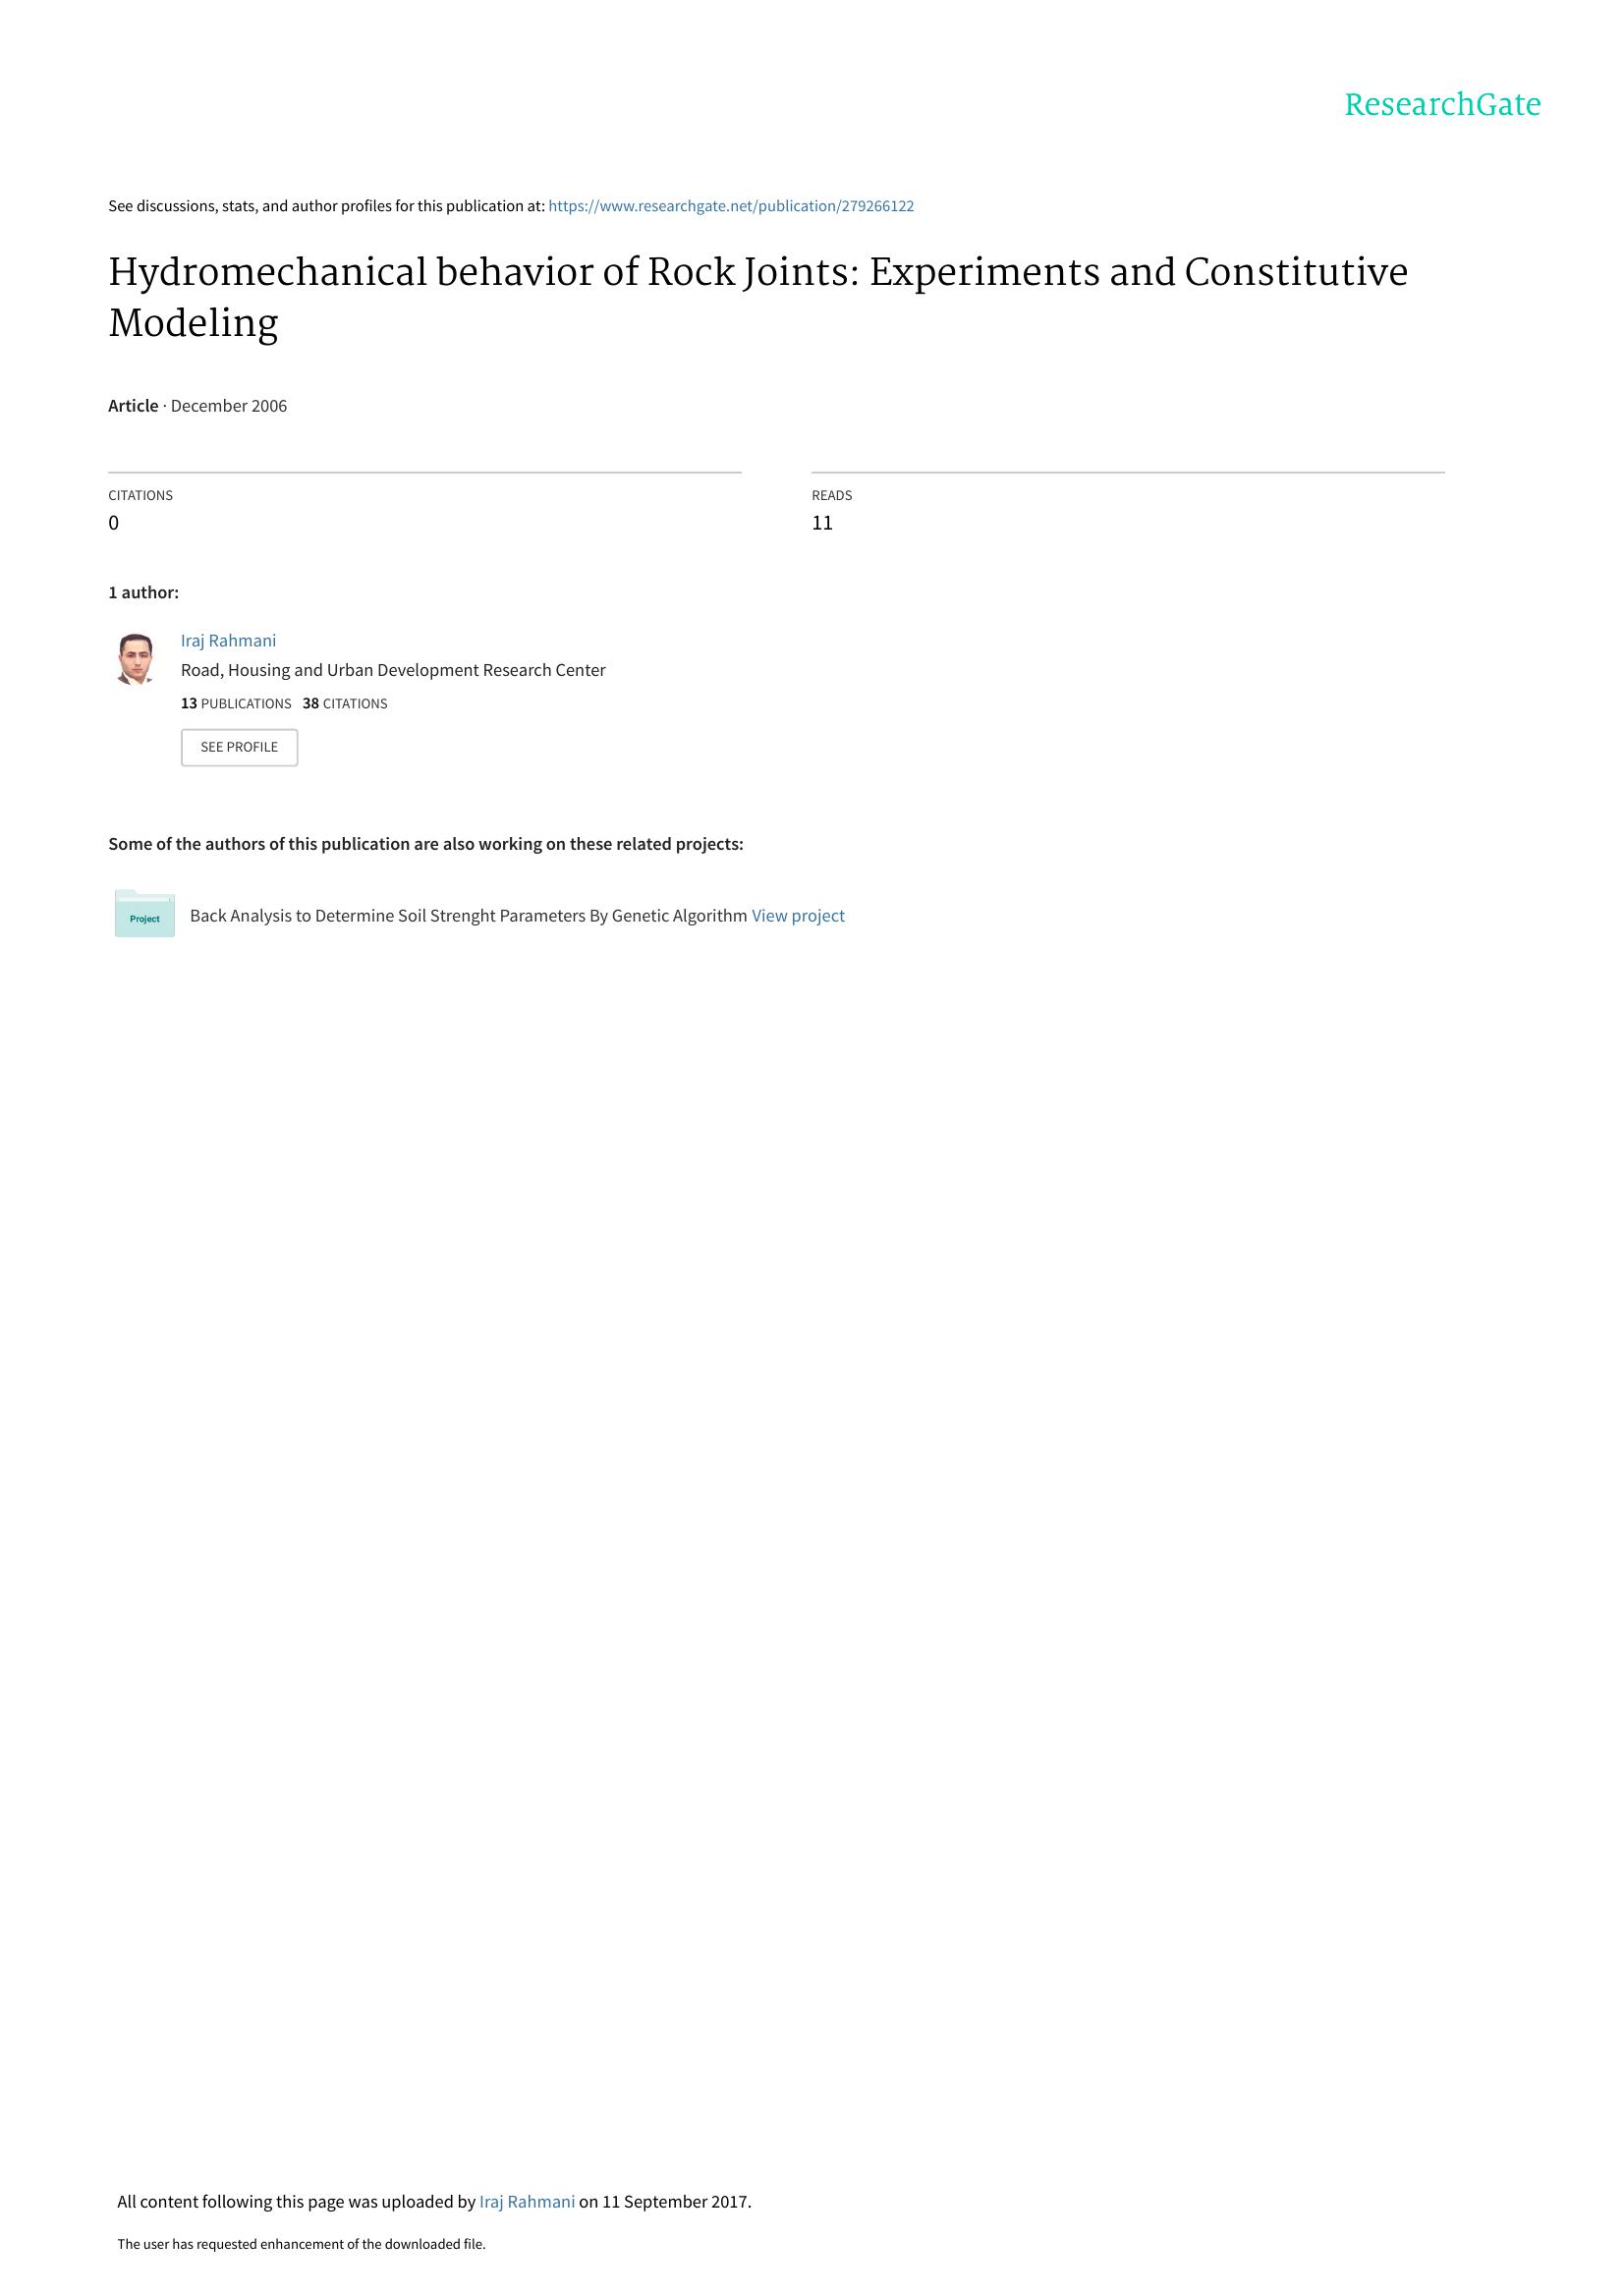 ResearchGate
See discussions, stats, and author profiles for this publication at: https://www.researchgate.net/publication/279266122
Hydromechanical behavior of Rock Joints: Experiments and Constitutive
Modeling
Article · December 2006
CITATIONS
0
READS
11
1 author:
Iraj Rahmani
Road, Housing and Urban Development Research Center
13 PUBLICATIONS 38 CITATIONS
SEE PROFILE
Some of the authors of this publication are also working on these related projects:
Project
Back Analysis to Determine Soil Strenght Parameters By Genetic Algorithm View project
All content following this page was uploaded by Iraj Rahmani on 11 September 2017.
The user has requested enhancement of the downloaded file.